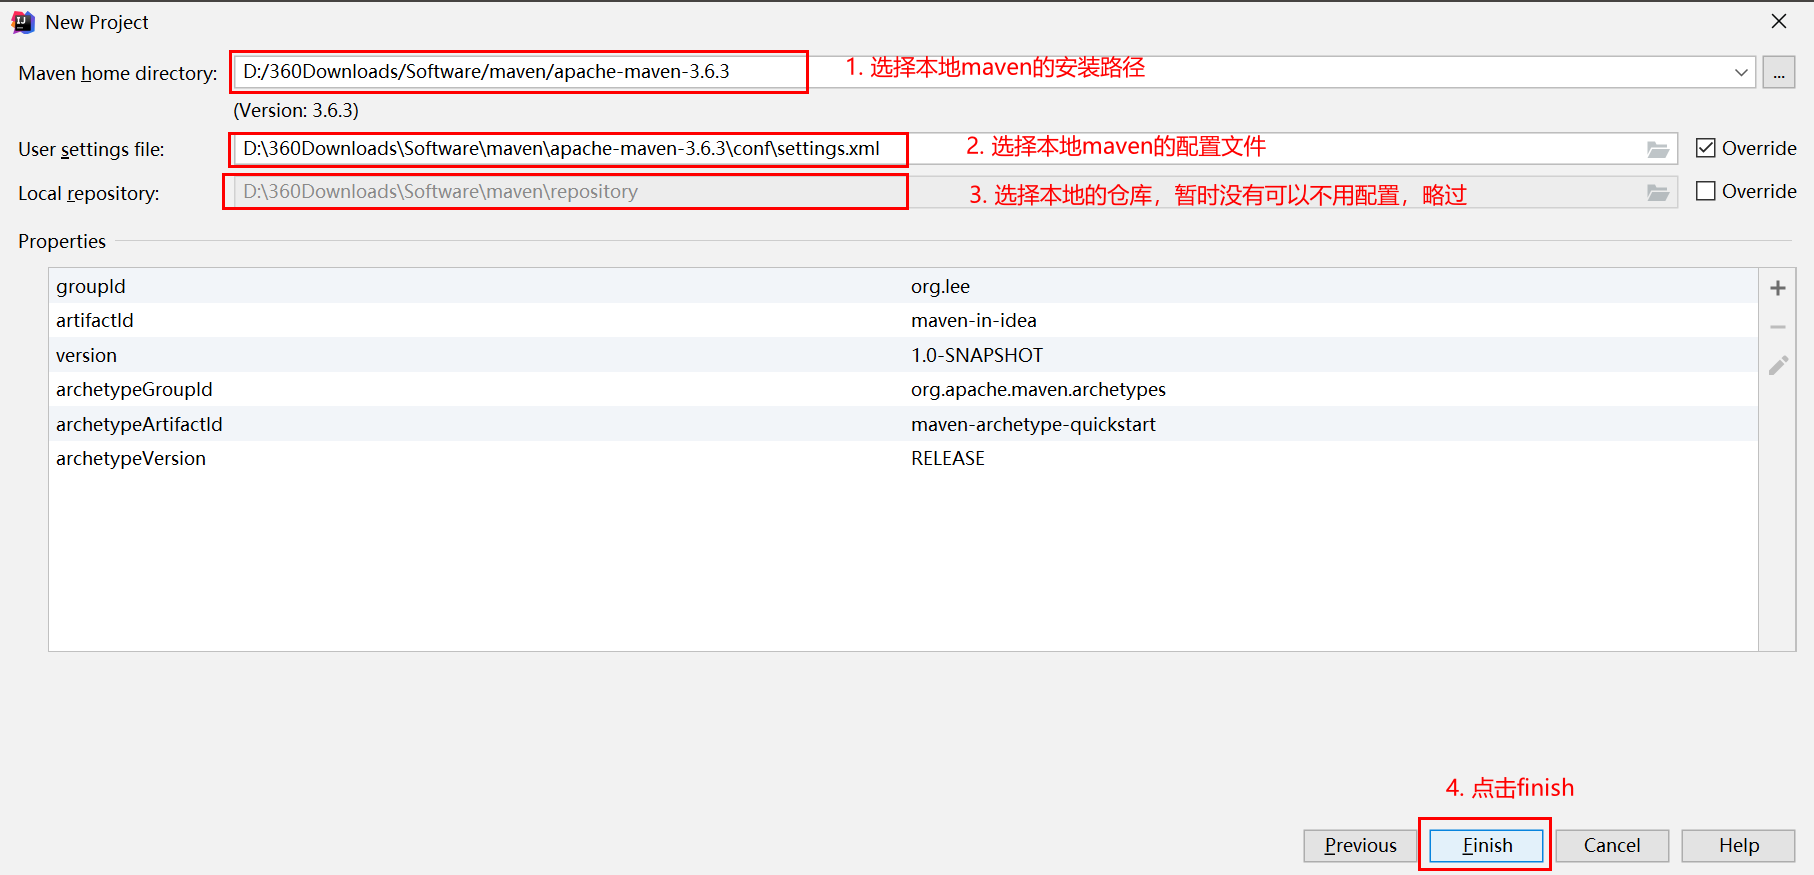 New Project
Maven home directory: D:/360Downloads/Software/maven/apache-maven-3.6.3 1. 选择本地maven的安装路径 ...
(Version: 3.6.3)
User settings file: D:\360Downloads\Software\maven\apache-maven-3.6.3\conf\settings.xml 2. 选择本地maven的配置文件 Override
Local repository: D:\360Downloads\Software\maven\repository 3. 选择本地的仓库，暂时没有可以不用配置，略过 Override
Properties
groupId org.lee
artifactId maven-in-idea
version 1.0-SNAPSHOT
archetypeGroupId org.apache.maven.archetypes
archetypeArtifactId maven-archetype-quickstart
archetypeVersion RELEASE
4. 点击finish
Previous Finish Cancel Help